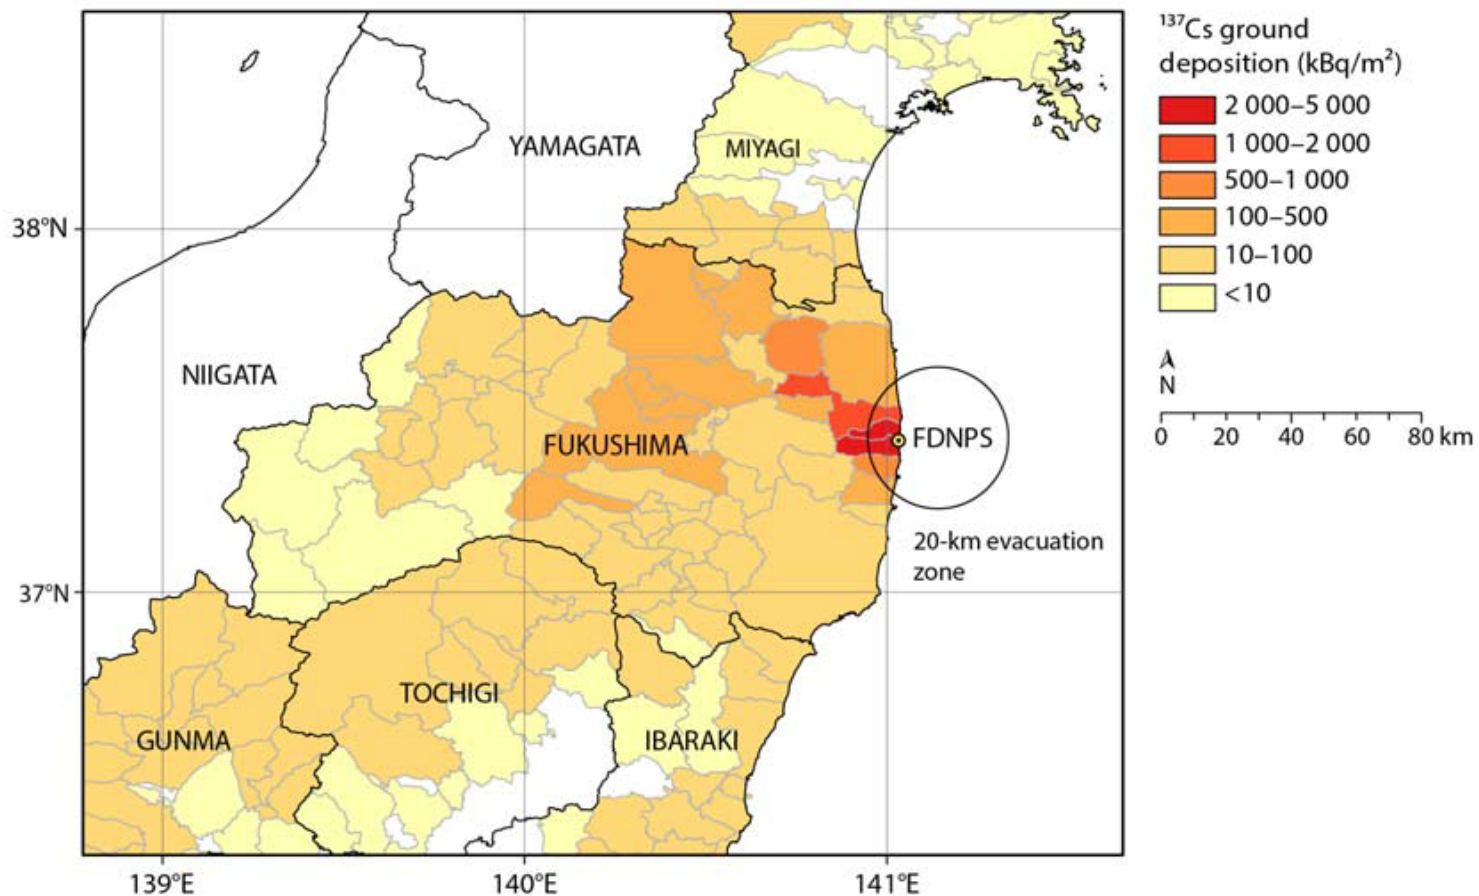 ¹³⁷Cs ground
deposition (kBq/m²)
2 000–5 000
1 000–2 000
500–1 000
100–500
10–100
<10
A
N
0 20 40 60 80 km
YAMAGATA
MIYAGI
38°N
NIIGATA
FUKUSHIMA
FDNPS
20-km evacuation
zone
37°N
TOCHIGI
GUNMA
IBARAKI
139°E
140°E
141°E